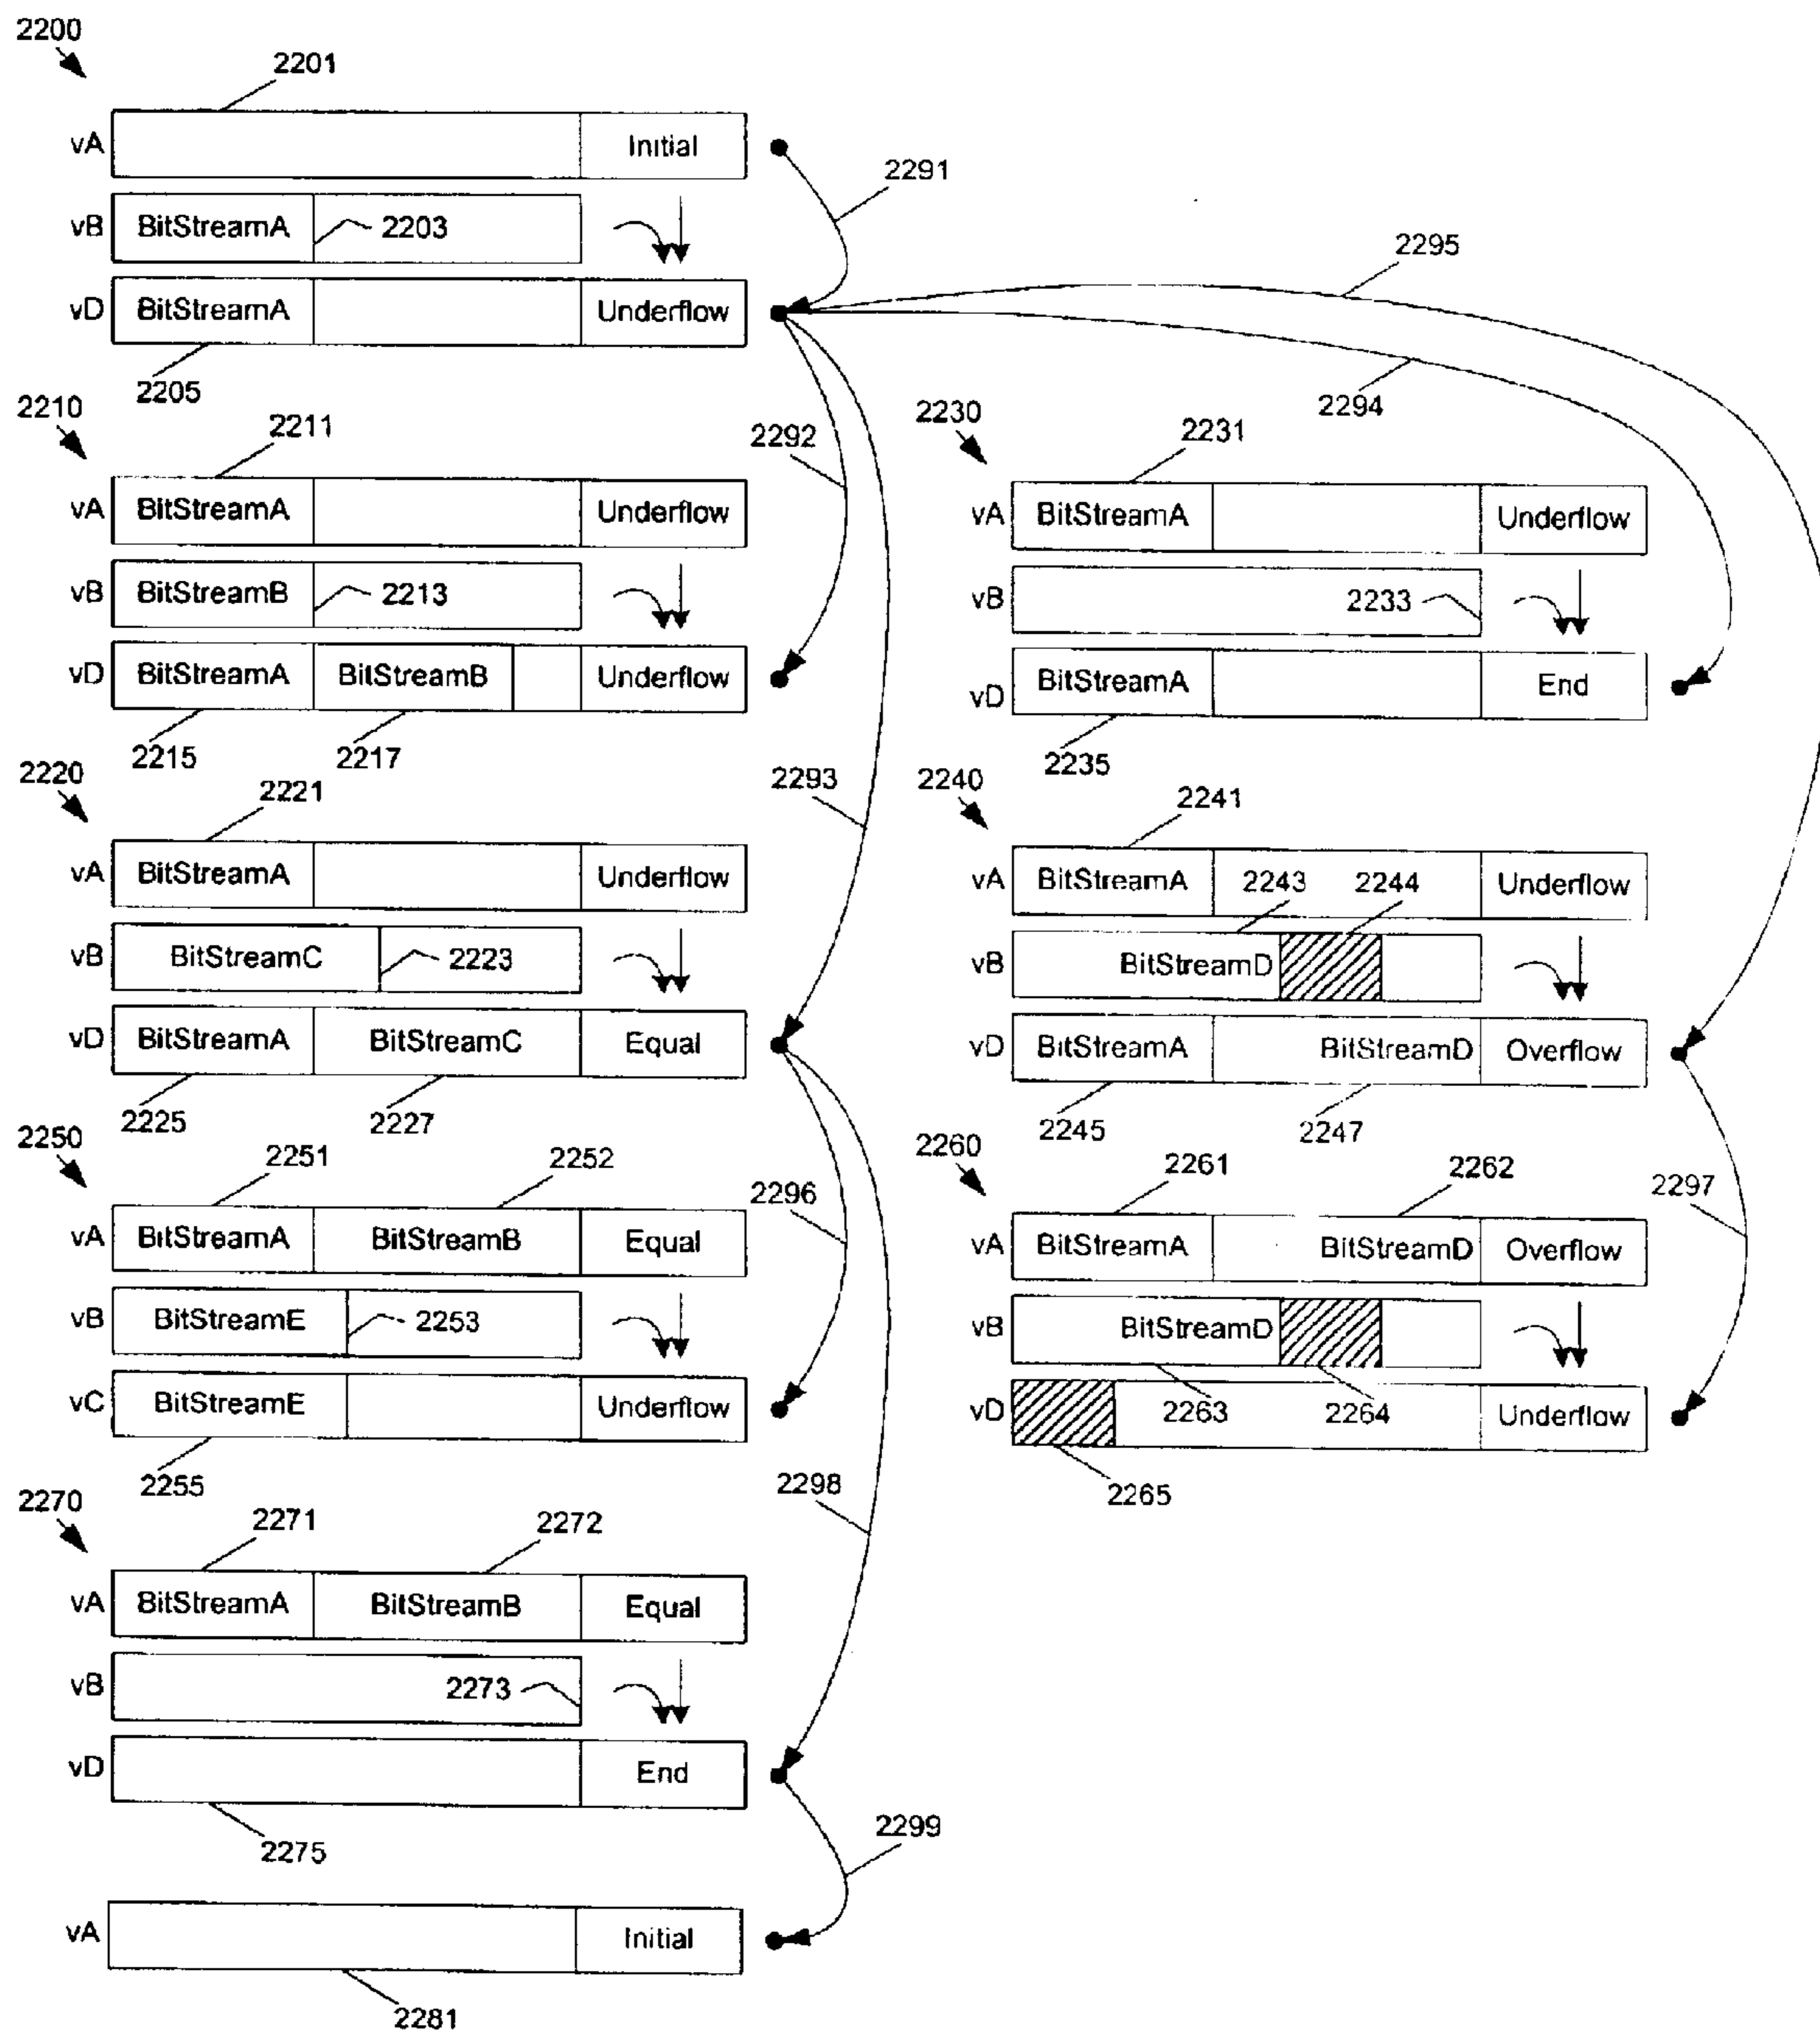 2200
2201
vA Initial
2291
vB BitStreamA 2203
2295
vD BitStreamA Underflow
2205
2294
2210
2211
2292
2230
2231
vA BitStreamA Underflow
vA BitStreamA Underflow
vB BitStreamB 2213
vB 2233
vD BitStreamA BitStreamB Underflow
vD BitStreamA End
2215 2217
2235
2220
2221
2293
2240
2241
vA BitStreamA Underflow
vA BitStreamA 2243 2244 Underflow
vB BitStreamC 2223
vB BitStreamD
vD BitStreamA BitStreamC Equal
vD BitStreamA BitStreamD Overflow
2225 2227
2245 2247
2250
2251 2252
2296
2260
2261 2262
2297
vA BitStreamA BitStreamB Equal
vA BitStreamA BitStreamD Overflow
vB BitStreamE 2253
vB BitStreamD
vC BitStreamE Underflow
vD 2263 2264 Underflow
2255
2298
2265
2270
2271 2272
vA BitStreamA BitStreamB Equal
vB 2273
vD End
2275
2299
vA Initial
2281